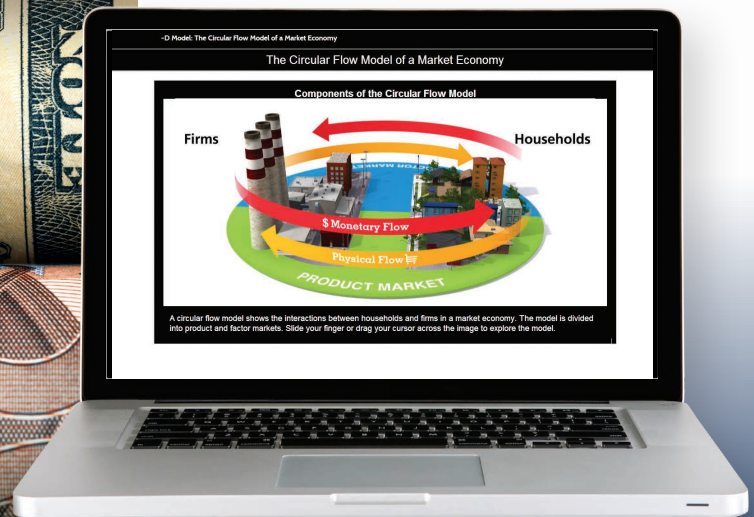 -D Model: The Circular Flow Model of a Market Economy
The Circular Flow Model of a Market Economy
Components of the Circular Flow Model
Firms
Households
CTOR MARKET
$ Monetary Flow
Physical Flow
PRODUCT MARKET
A circular flow model shows the interactions between households and firms in a market economy. The model is divided
into product and factor markets. Slide your finger or drag your cursor across the image to explore the model.